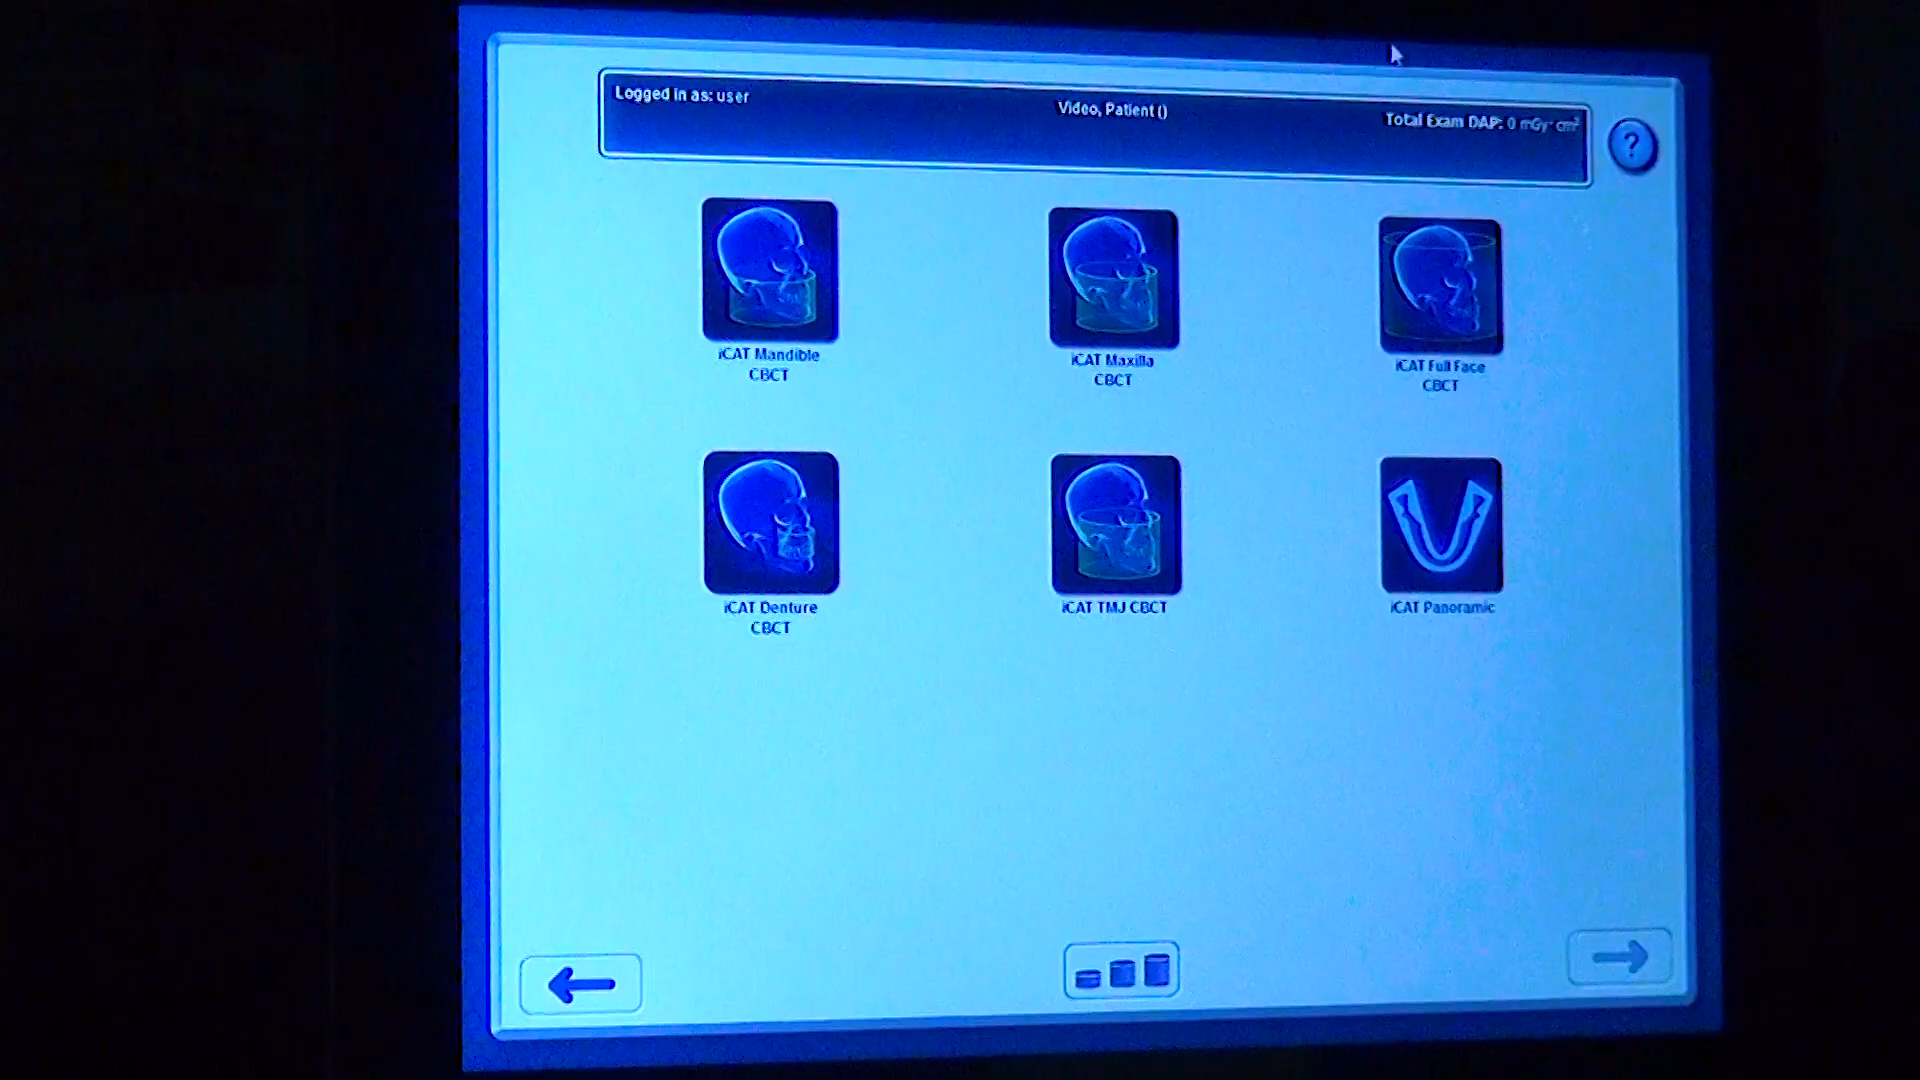 Logged in as: user
Video, Patient ()
Total Exam DAP: 0 mGy·cm²
?
iCAT Mandible
CBCT
iCAT Maxilla
CBCT
iCAT Full Face
CBCT
iCAT Denture
CBCT
iCAT TMJ CBCT
iCAT Panoramic